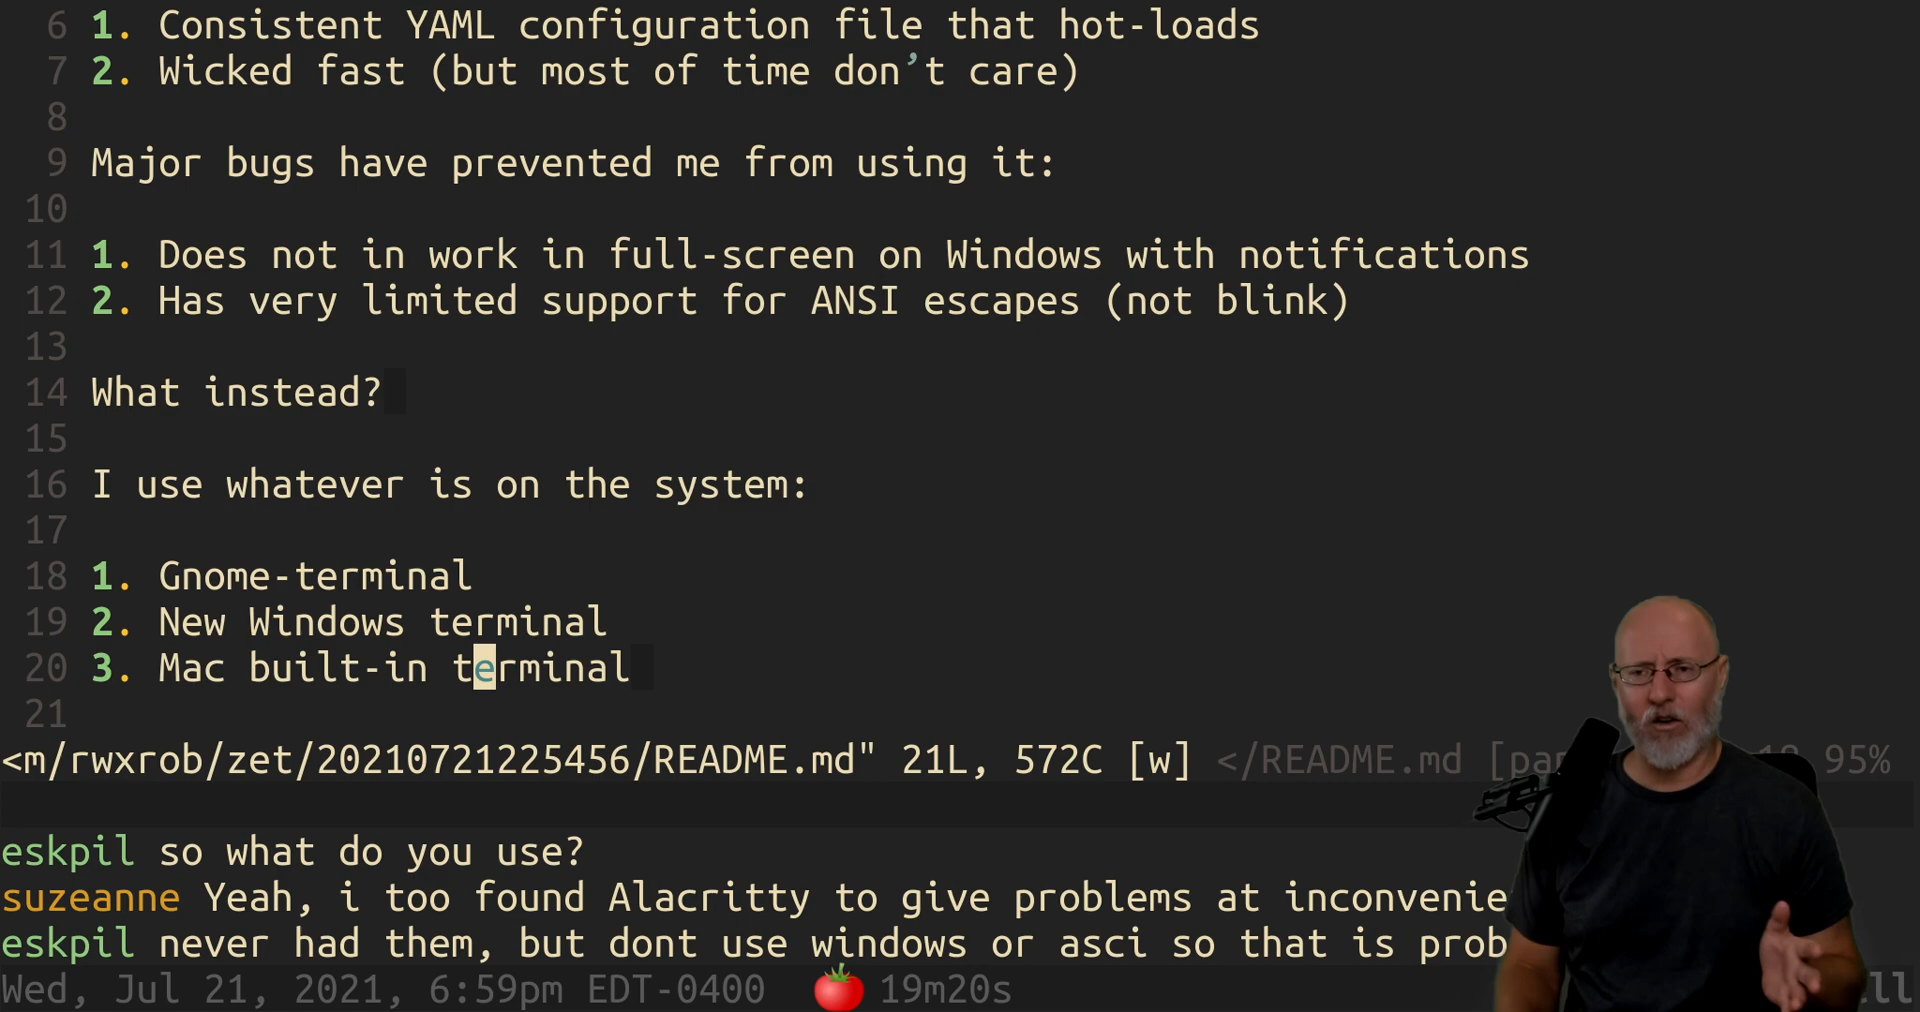 6 1. Consistent YAML configuration file that hot-loads
7 2. Wicked fast (but most of time don’t care)
8
9 Major bugs have prevented me from using it:
10
11 1. Does not in work in full-screen on Windows with notifications
12 2. Has very limited support for ANSI escapes (not blink)
13
14 What instead?
15
16 I use whatever is on the system:
17
18 1. Gnome-terminal
19 2. New Windows terminal
20 3. Mac built-in terminal
21
<m/rwxrob/zet/20210721225456/README.md" 21L, 572C [w] </README.md 95%
eskpil so what do you use?
suzeanne Yeah, i too found Alacritty to give problems at
eskpil never had them, but dont use windows or asci so that is
Wed, Jul 21, 2021, 6:59pm EDT-0400 🍅 19m20s